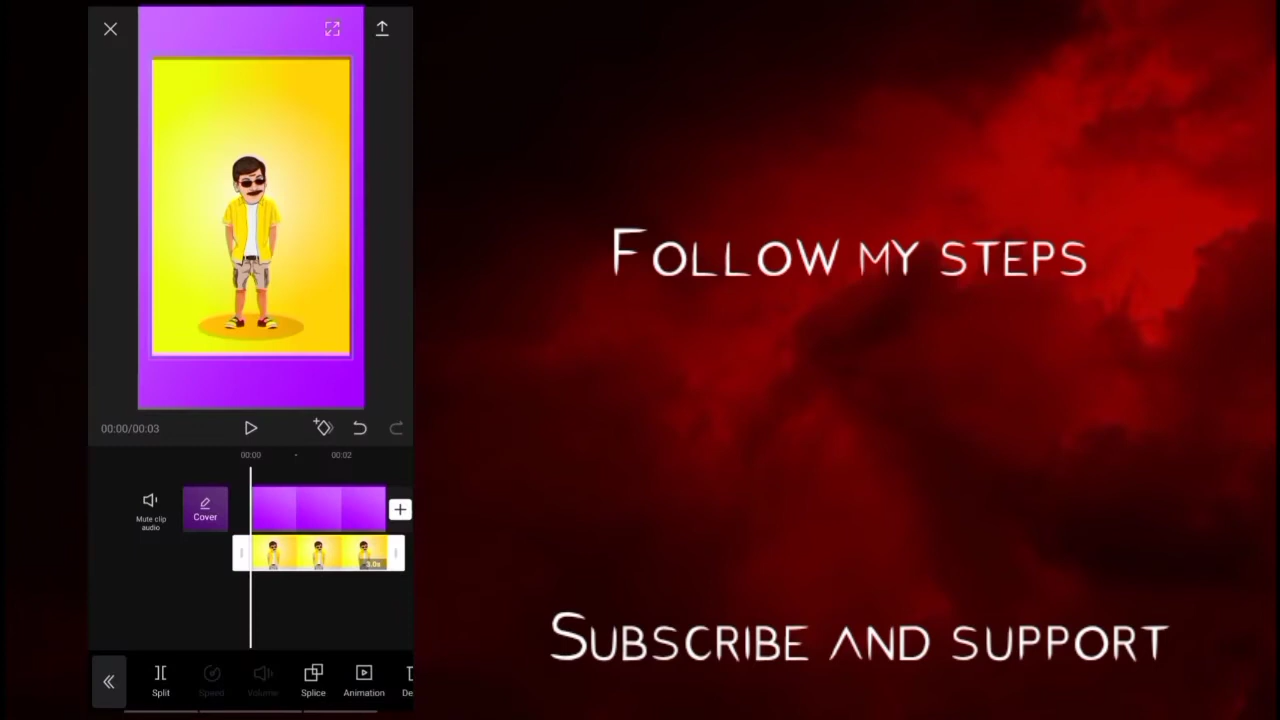 Follow my steps
00:00/00:03
00:00
00:02
Mute clip
audio
Cover
3.0s
Split
Speed
Volume
Splice
Animation
De
Subscribe and support